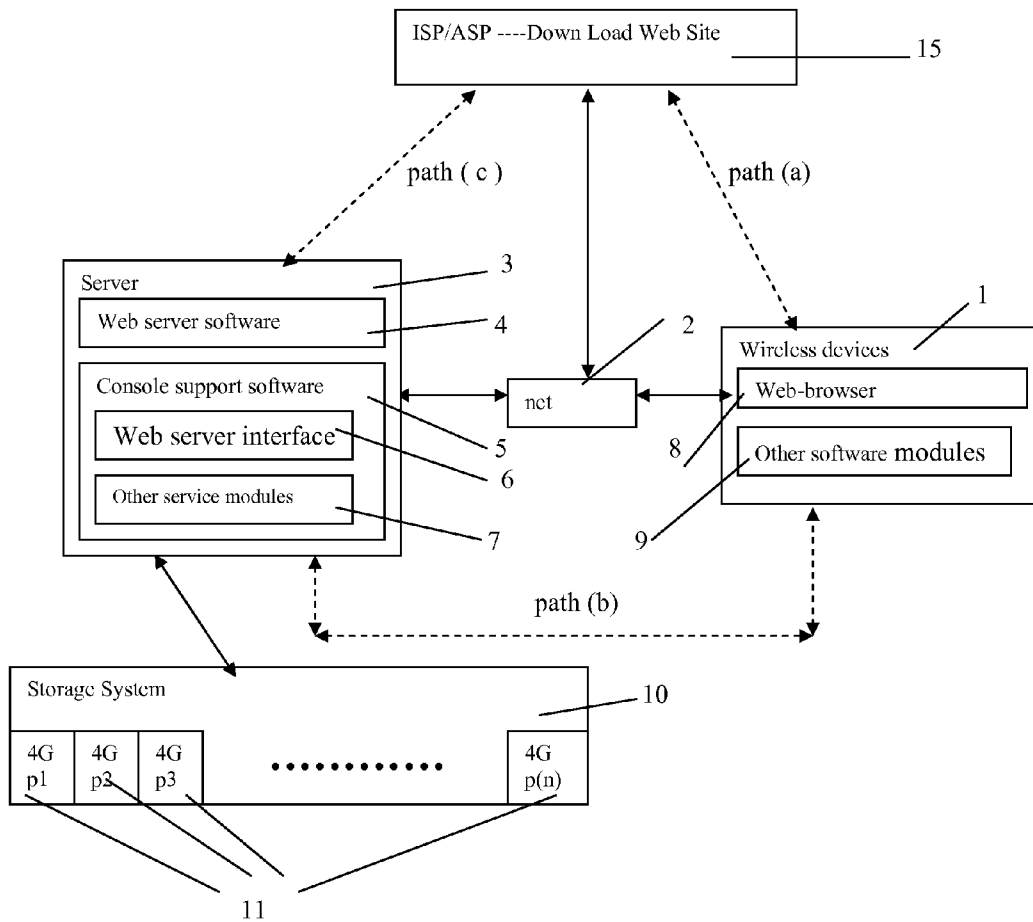 ISP/ASP ----Down Load Web Site
15
path ( c )
path (a)
Server
3
Web server software
4
Console support software
5
Web server interface
6
Other service modules
7
2
net
1
Wireless devices
Web-browser
8
Other software modules
9
path (b)
Storage System
10
4G
p1
4G
p2
4G
p3
4G
p(n)
11